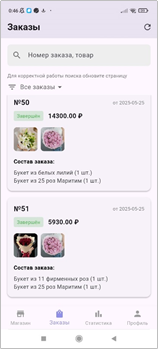 0:46
Заказы
Номер заказа, товар
Для корректной работы поиска обновите страницу
Все заказы
№50
от 2025-05-25
Завершён
14300.00 ₽
Состав заказа:
Букет из белых лилий (1 шт.)
Букет из 25 роз Маритим (1 шт.)
№51
от 2025-05-25
Завершён
5930.00 ₽
Состав заказа:
Букет из 11 фирменных роз (1 шт.)
Букет из 25 роз Маритим (1 шт.)
Магазин
Заказы
Статистика
Профиль